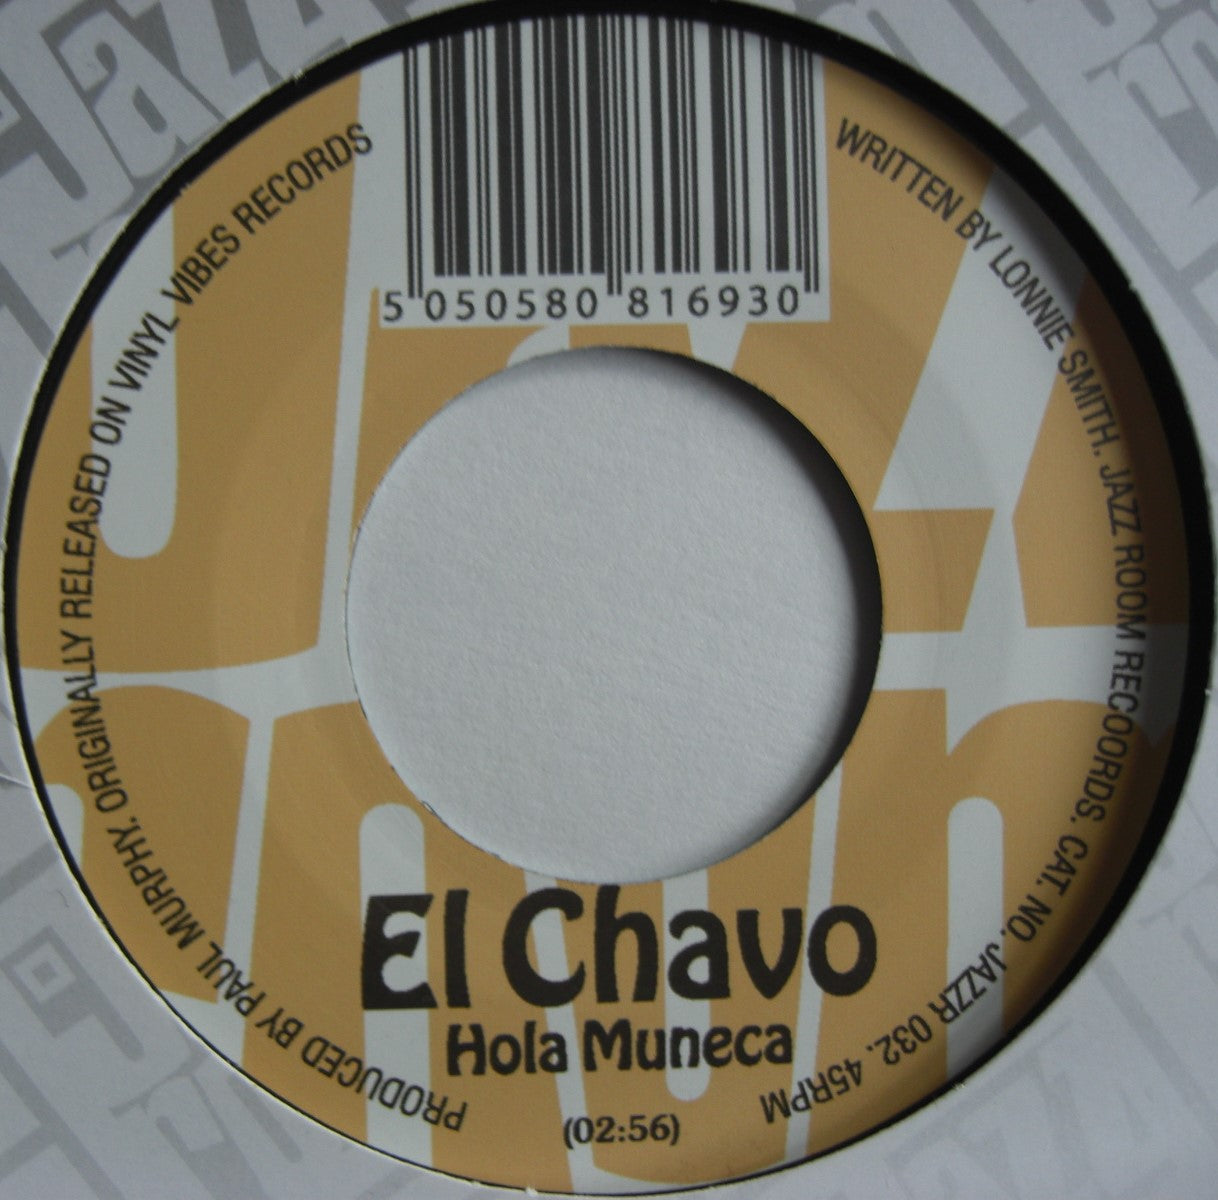 5 050580 816930
PRODUCED BY PAUL MURPHY. ORIGINALLY RELEASED ON VINYL VIBES RECORDS
WRITTEN BY LONNIE SMITH. JAZZ ROOM RECOORDS. CAT. NO. JAZZR 032. 45RPM
El Chavo
Hola Muneca
(02:56)